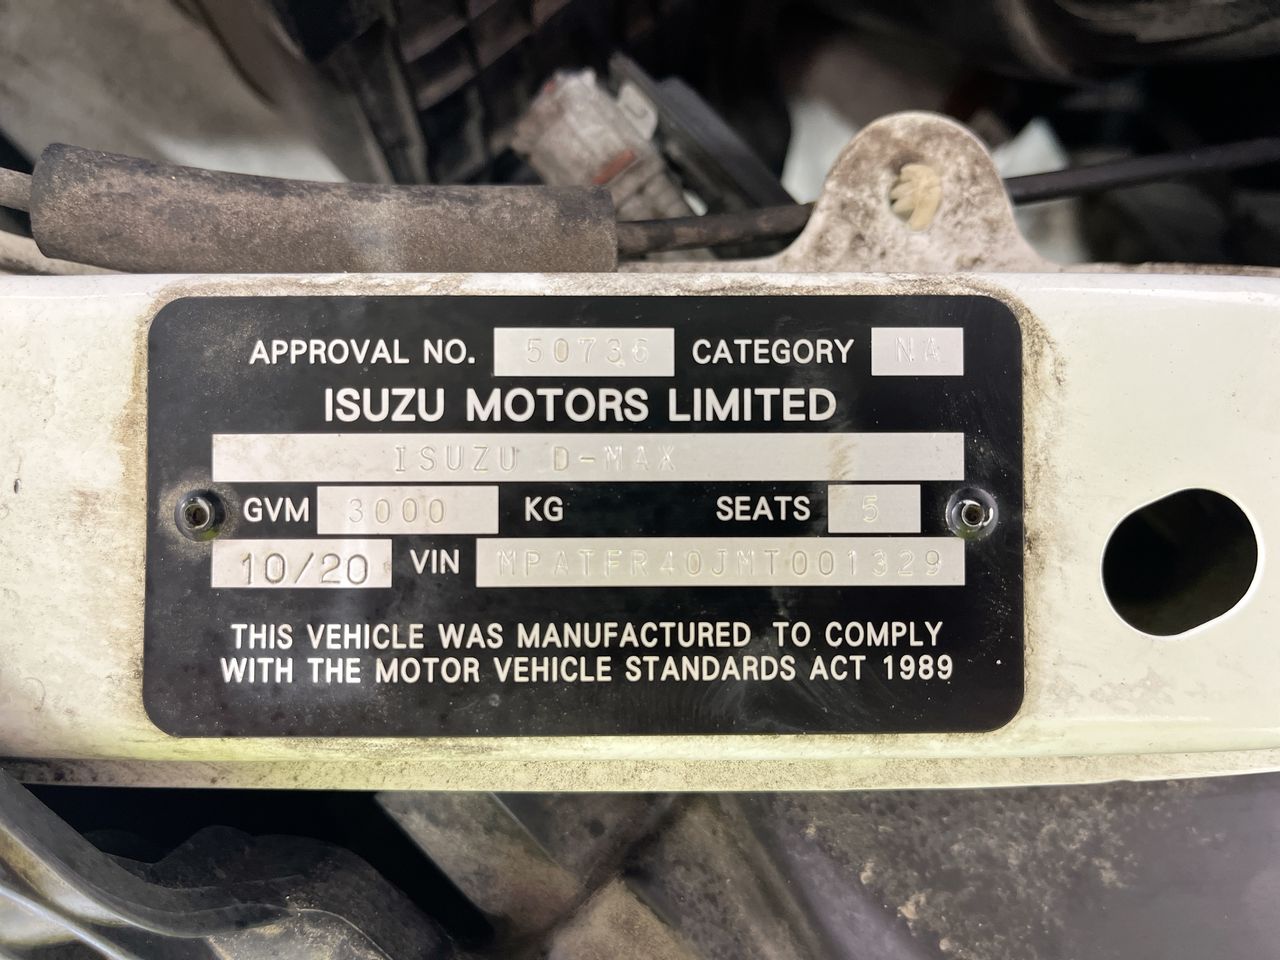 APPROVAL NO. 50736 CATEGORY NA
ISUZU MOTORS LIMITED
ISUZU D-MAX
GVM 3000 KG SEATS 5
10/20 VIN MPATFR40JMT001329
THIS VEHICLE WAS MANUFACTURED TO COMPLY
WITH THE MOTOR VEHICLE STANDARDS ACT 1989